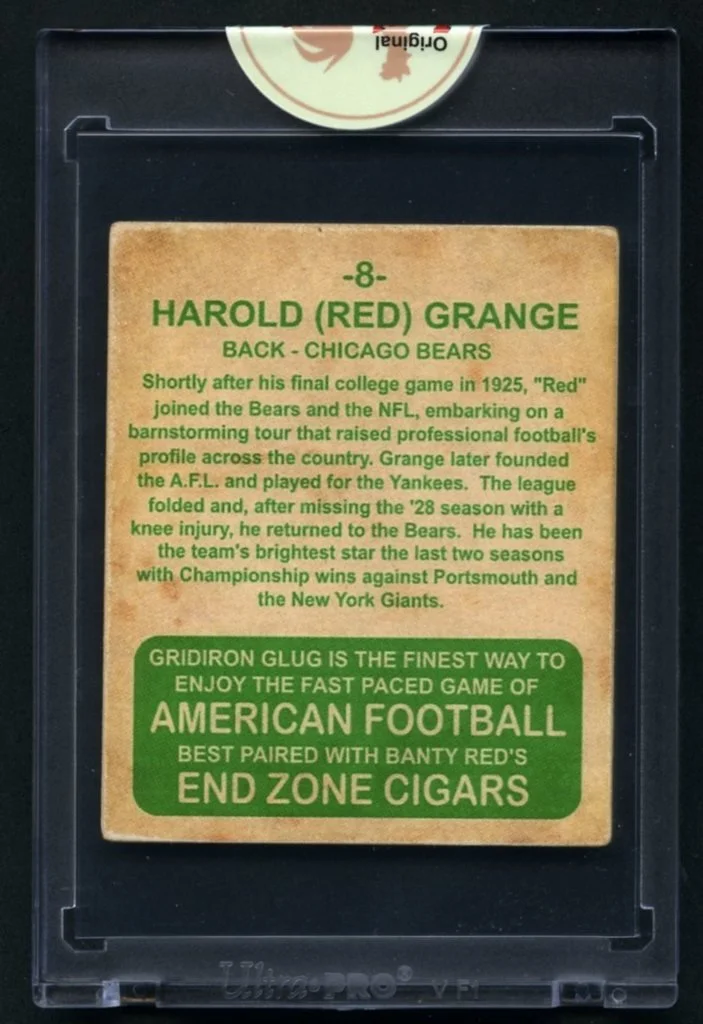 Original
-8-
HAROLD (RED) GRANGE
BACK - CHICAGO BEARS
Shortly after his final college game in 1925, "Red"
joined the Bears and the NFL, embarking on a
barnstorming tour that raised professional football's
profile across the country. Grange later founded
the A.F.L. and played for the Yankees. The league
folded and, after missing the '28 season with a
knee injury, he returned to the Bears. He has been
the team's brightest star the last two seasons
with Championship wins against Portsmouth and
the New York Giants.
GRIDIRON GLUG IS THE FINEST WAY TO
ENJOY THE FAST PACED GAME OF
AMERICAN FOOTBALL
BEST PAIRED WITH BANTY RED'S
END ZONE CIGARS
Ultra•PRO® V F1